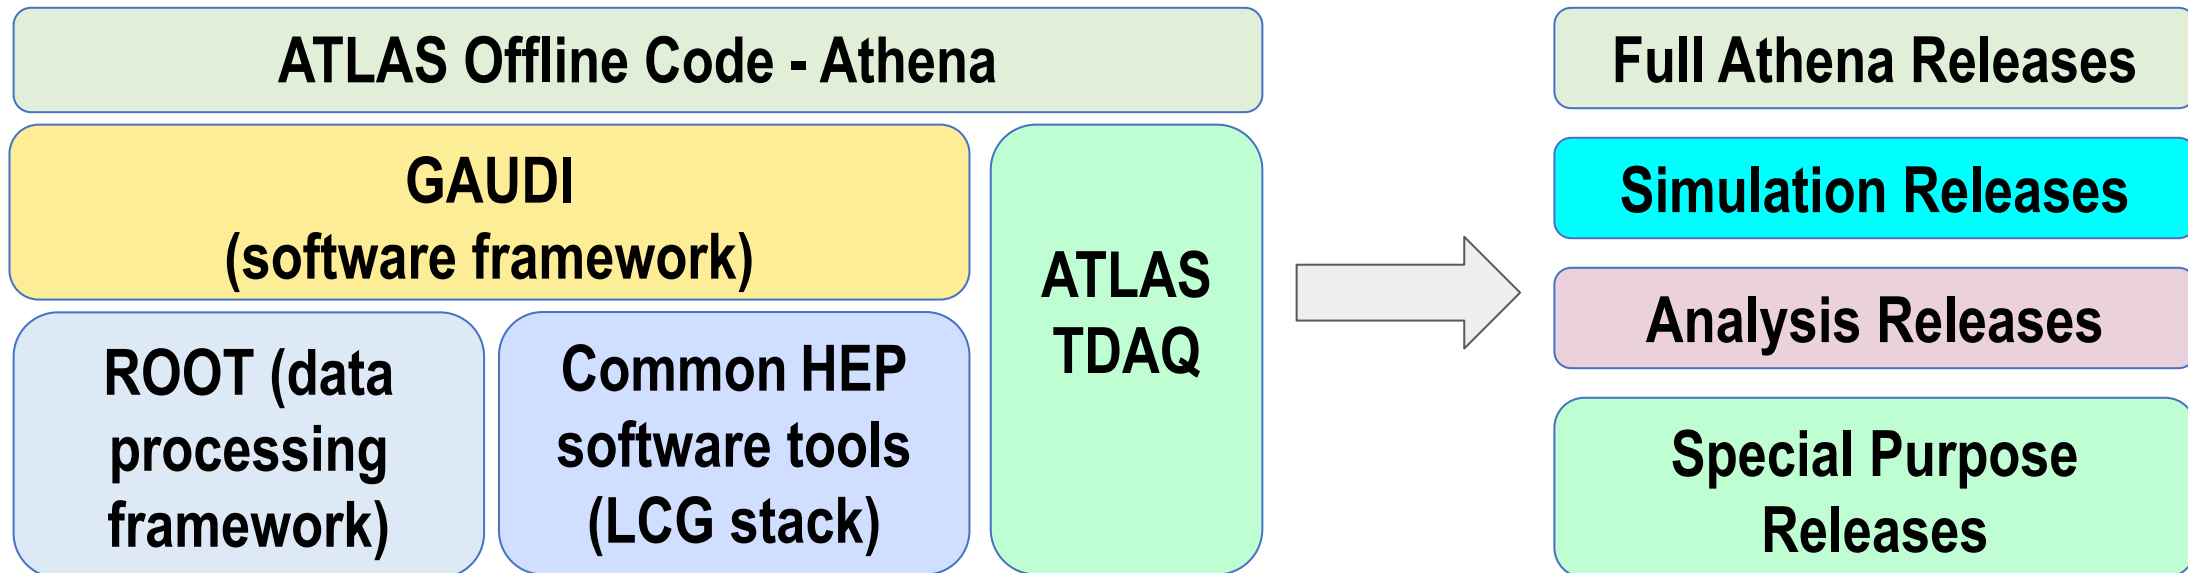 ATLAS Offline Code - Athena
GAUDI
(software framework)
ROOT (data
processing
framework)
Common HEP
software tools
(LCG stack)
ATLAS
TDAQ
Full Athena Releases
Simulation Releases
Analysis Releases
Special Purpose
Releases